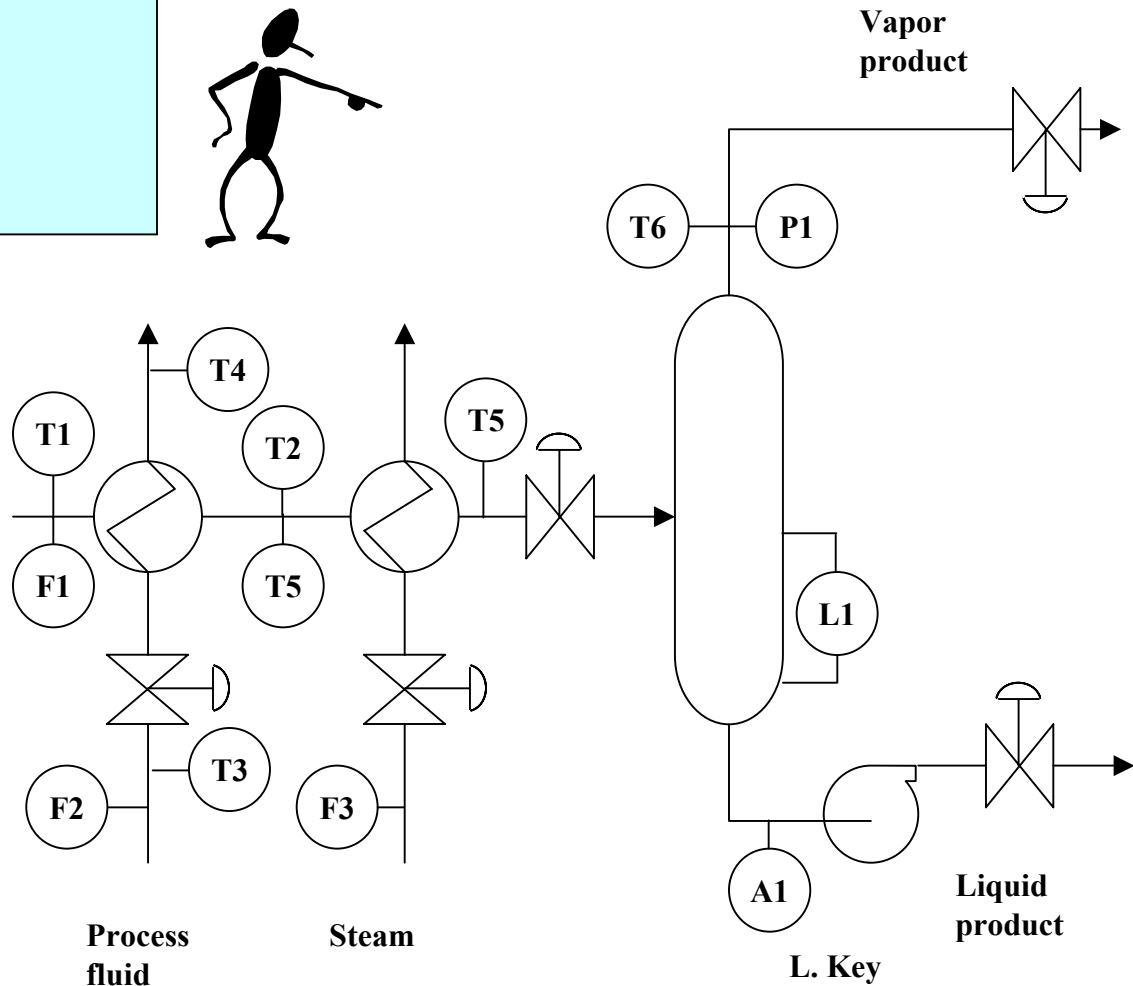 Vapor
product
T6
P1
T4
T1
T2
T5
F1
T5
L1
T3
F2
F3
A1
Liquid
product
Process
fluid
Steam
L. Key